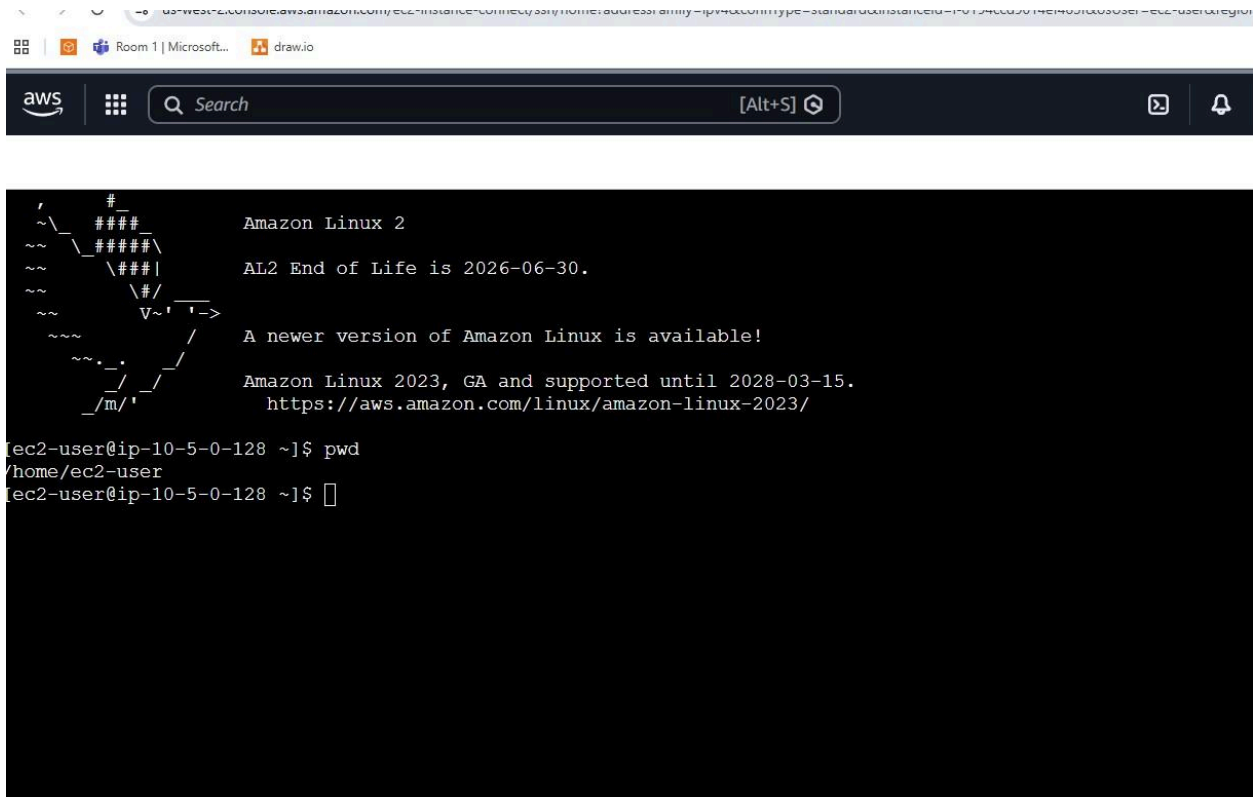 Room 1 | Microsoft...
draw.io
aws
Search
[Alt+S]
, #_
~\_ ####_ Amazon Linux 2
~~ \_#####\
~~ \###| AL2 End of Life is 2026-06-30.
~~ \#/ ___
~~ V~' '->
~~~ / A newer version of Amazon Linux is available!
~~._. _/
_/ _/ Amazon Linux 2023, GA and supported until 2028-03-15.
_/m/' https://aws.amazon.com/linux/amazon-linux-2023/
[ec2-user@ip-10-5-0-128 ~]$ pwd
/home/ec2-user
[ec2-user@ip-10-5-0-128 ~]$